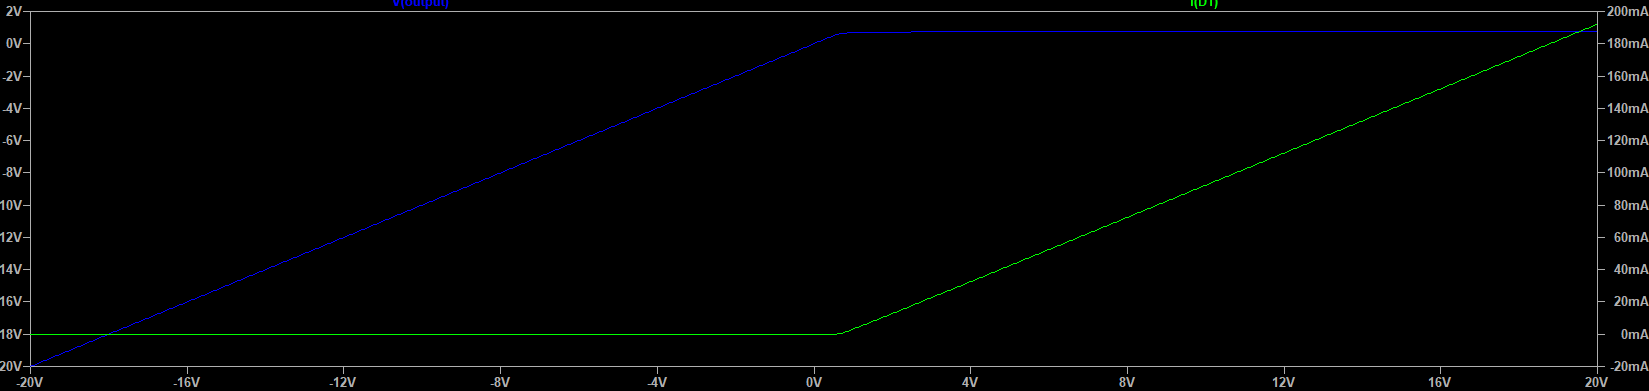 V(output) I(D1)
2V 200mA
0V 180mA
-2V 160mA
-4V 140mA
-6V 120mA
-8V 100mA
10V 80mA
12V 60mA
14V 40mA
16V 20mA
18V 0mA
20V -20mA
-20V -16V -12V -8V -4V 0V 4V 8V 12V 16V 20V